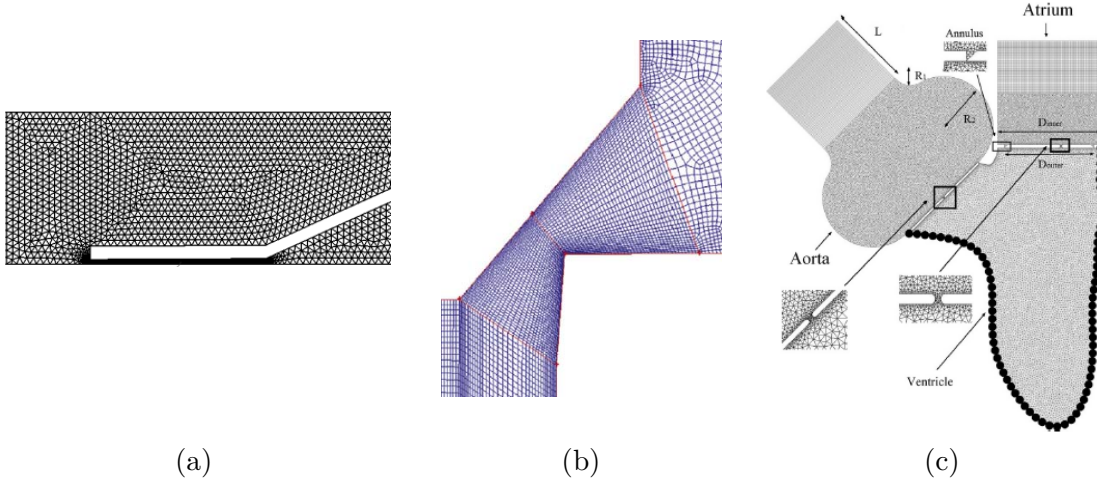 Atrium
L
Annulus
R1
R2
Dinner
Douter
Aorta
Ventricle
(a)
(b)
(c)